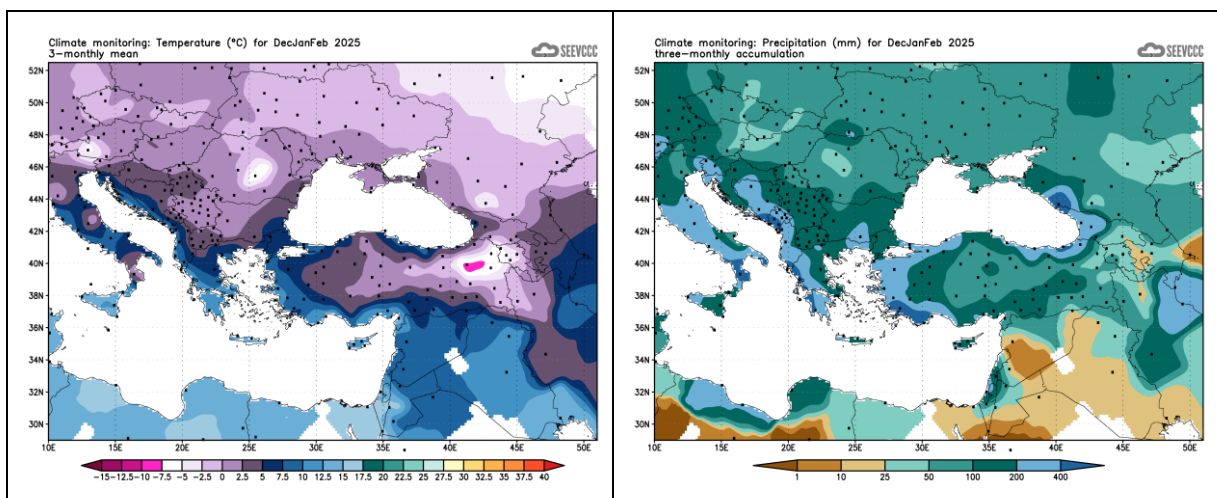 Climate monitoring: Temperature (°C) for DecJanFeb 2025
3-monthly mean
SEEVCCC
52N
50N
48N
46N
44N
42N
40N
38N
36N
34N
32N
30N
10E 15E 20E 25E 30E 35E 40E 45E 50E
-15 -12.5 -10 -7.5 -5 -2.5 0 2.5 5 7.5 10 12.5 15 17.5 20 22.5 25 27.5 30 32.5 35 37.5 40
Climate monitoring: Precipitation (mm) for DecJanFeb 2025
three-monthly accumulation
SEEVCCC
52N
50N
48N
46N
44N
42N
40N
38N
36N
34N
32N
30N
10E 15E 20E 25E 30E 35E 40E 45E 50E
1 10 25 50 100 200 400